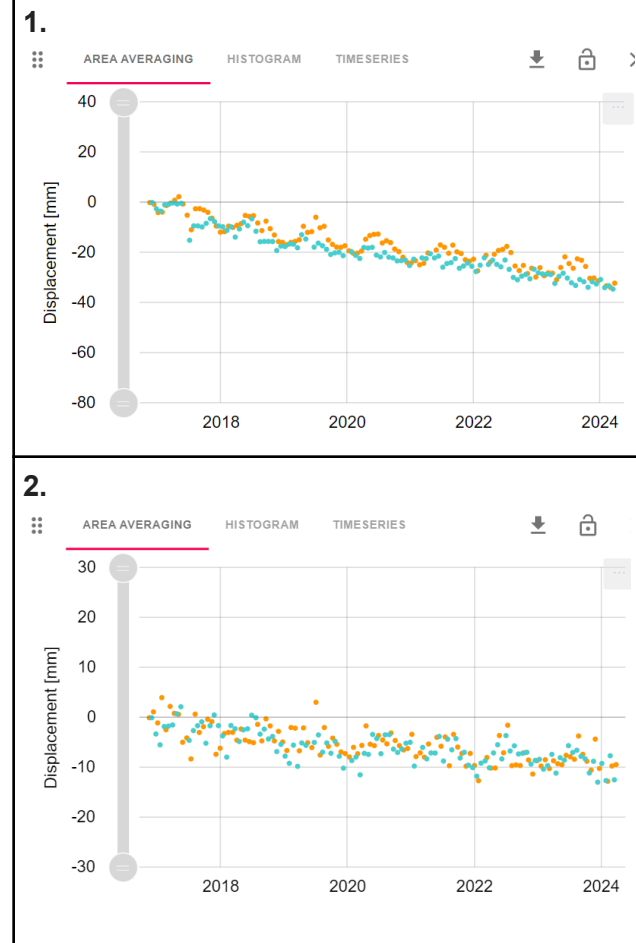 1.
AREA AVERAGING HISTOGRAM TIMESERIES
40
20
0
-20
-40
-60
-80
Displacement [mm]
2018 2020 2022 2024
2.
AREA AVERAGING HISTOGRAM TIMESERIES
30
20
10
0
-10
-20
-30
Displacement [mm]
2018 2020 2022 2024